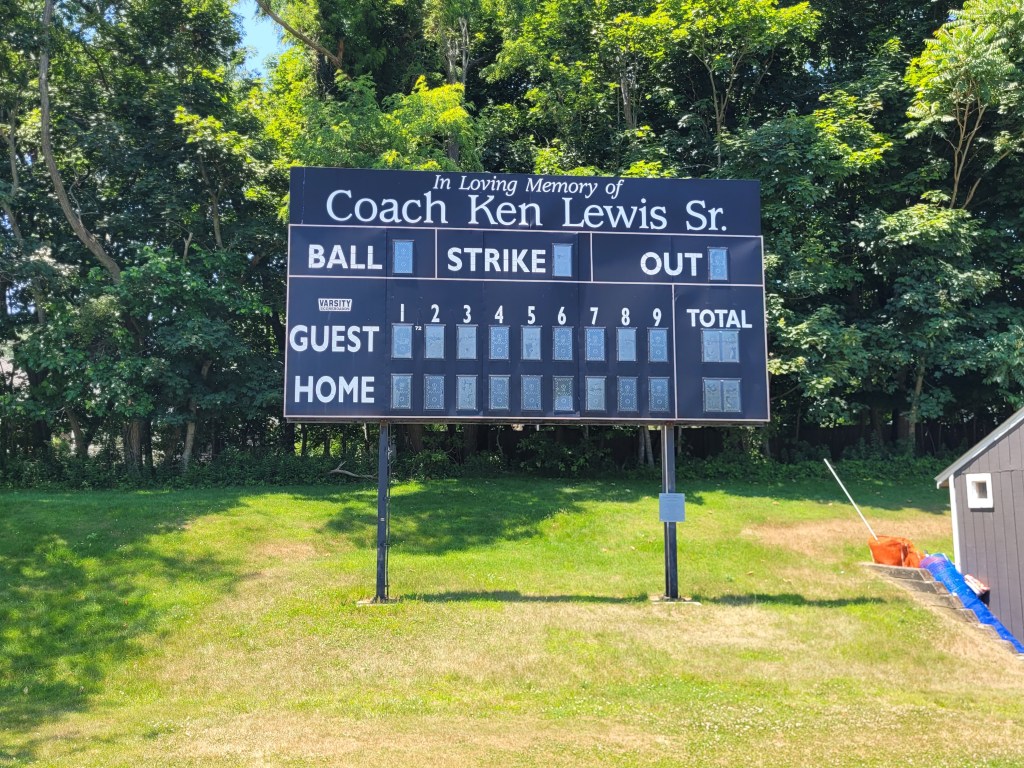 In Loving Memory of
Coach Ken Lewis Sr.
BALL STRIKE OUT
VARSITY
SCOREBOARDS
1 2 3 4 5 6 7 8 9 TOTAL
GUEST
HOME